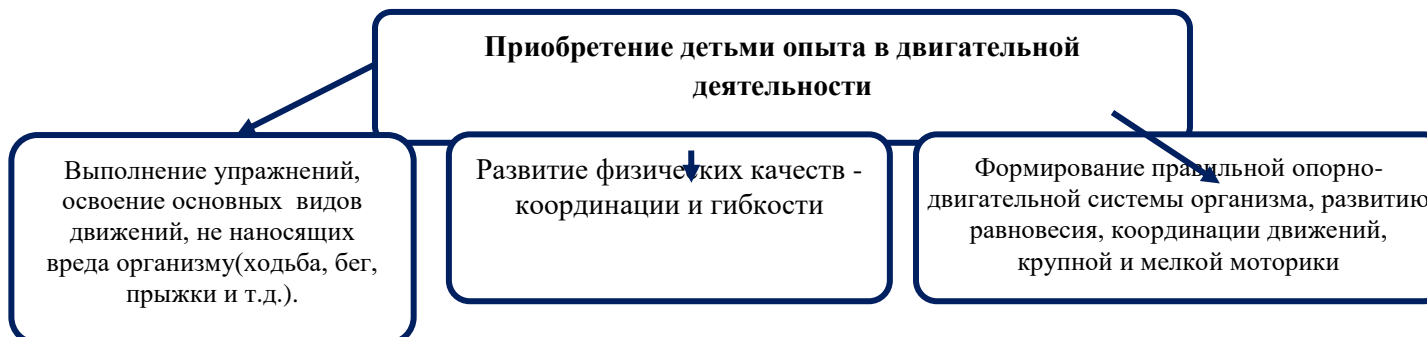 Приобретение детьми опыта в двигательной
деятельности
Выполнение упражнений,
освоение основных видов
движений, не наносящих
вреда организму(ходьба, бег,
прыжки и т.д.).
Развитие физических качеств -
координации и гибкости
Формирование правильной опорно-
двигательной системы организма, развитию
равновесия, координации движений,
крупной и мелкой моторики